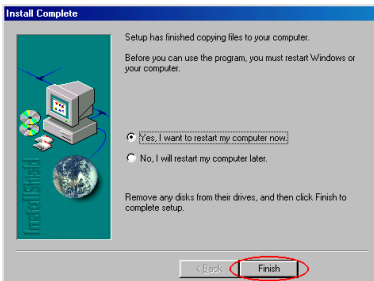 Install Complete
Setup has finished copying files to your computer.
Before you can use the program, you must restart Windows or
your computer.
Yes, I want to restart my computer now.
No, I will restart my computer later.
Remove any disks from their drives, and then click Finish to
complete setup.
InstallShield
< Back
Finish